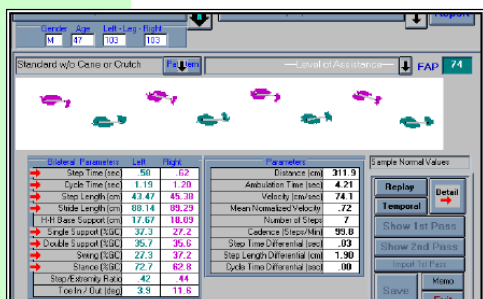 Report
Gender Age Left - Leg - Right
M 47 103 103
Standard w/o Cane or Crutch Pattern Level of Assistance FAP 74
Bilateral Parameters Left Right
Step Time (sec) .58 .62
Cycle Time (sec) 1.19 1.20
Step Length (cm) 43.47 45.38
Stride Length (cm) 88.14 89.29
H-H Base Support (cm) 17.67 18.09
Single Support (%GC) 37.3 27.2
Double Support (%GC) 35.7 35.6
Swing (%GC) 27.3 37.2
Stance (%GC) 72.7 62.8
Step/Extremity Ratio .42 .44
Toe In / Out (deg) 3.9 11.6
Parameters
Distance (cm) 311.9
Ambulation Time (sec) 4.21
Velocity (cm/sec) 74.1
Mean Normalized Velocity .72
Number of Steps 7
Cadence (Steps/Min) 99.8
Step Time Differential (sec) .03
Step Length Differential (cm) 1.90
Cycle Time Differential (sec) .00
Sample Normal Values
Replay Detail
Temporal
Show 1st Pass
Show 2nd Pass
Import 1st Pass
Save Memo
Exit